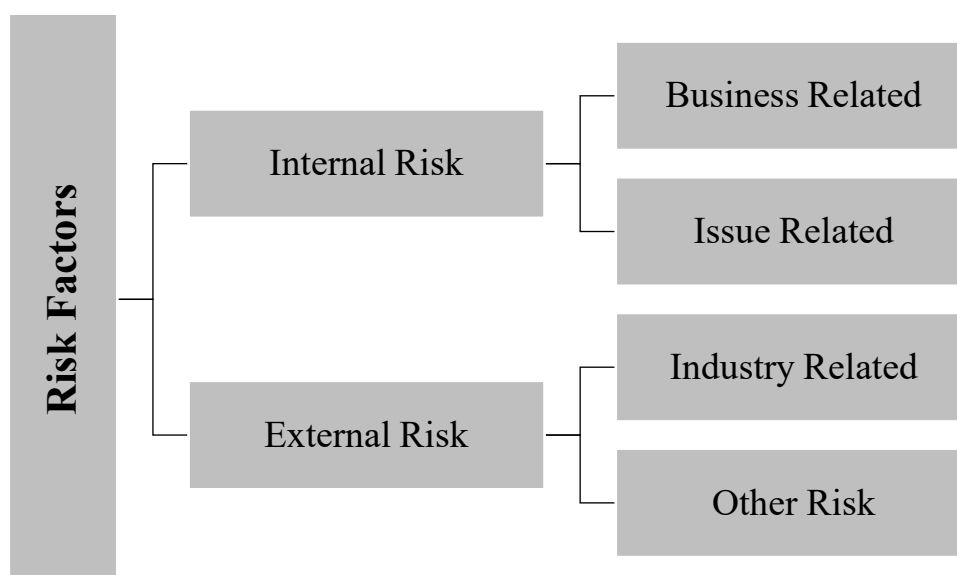 Risk Factors
Internal Risk
Business Related
Issue Related
External Risk
Industry Related
Other Risk